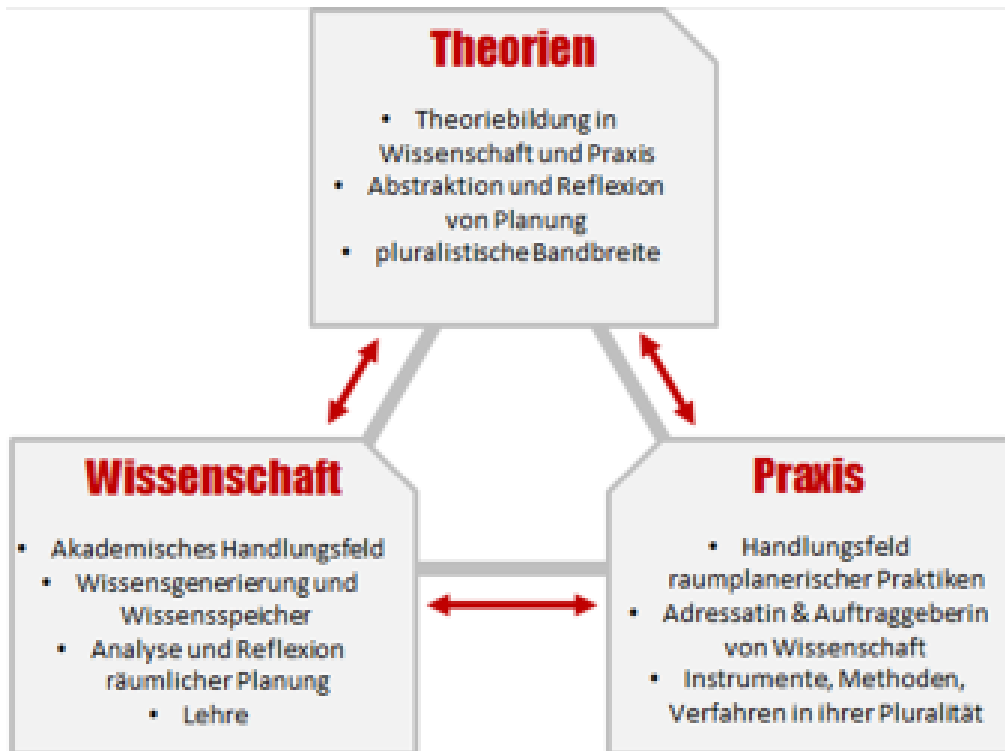 Theorien
• Theoriebildung in
Wissenschaft und Praxis
• Abstraktion und Reflexion
von Planung
• pluralistische Bandbreite
Wissenschaft
• Akademisches Handlungsfeld
• Wissensgenerierung und
Wissensspeicher
• Analyse und Reflexion
räumlicher Planung
• Lehre
Praxis
• Handlungsfeld
raumplanerischer Praktiken
• Adressatin & Auftraggeberin
von Wissenschaft
• Instrumente, Methoden,
Verfahren in ihrer Pluralität